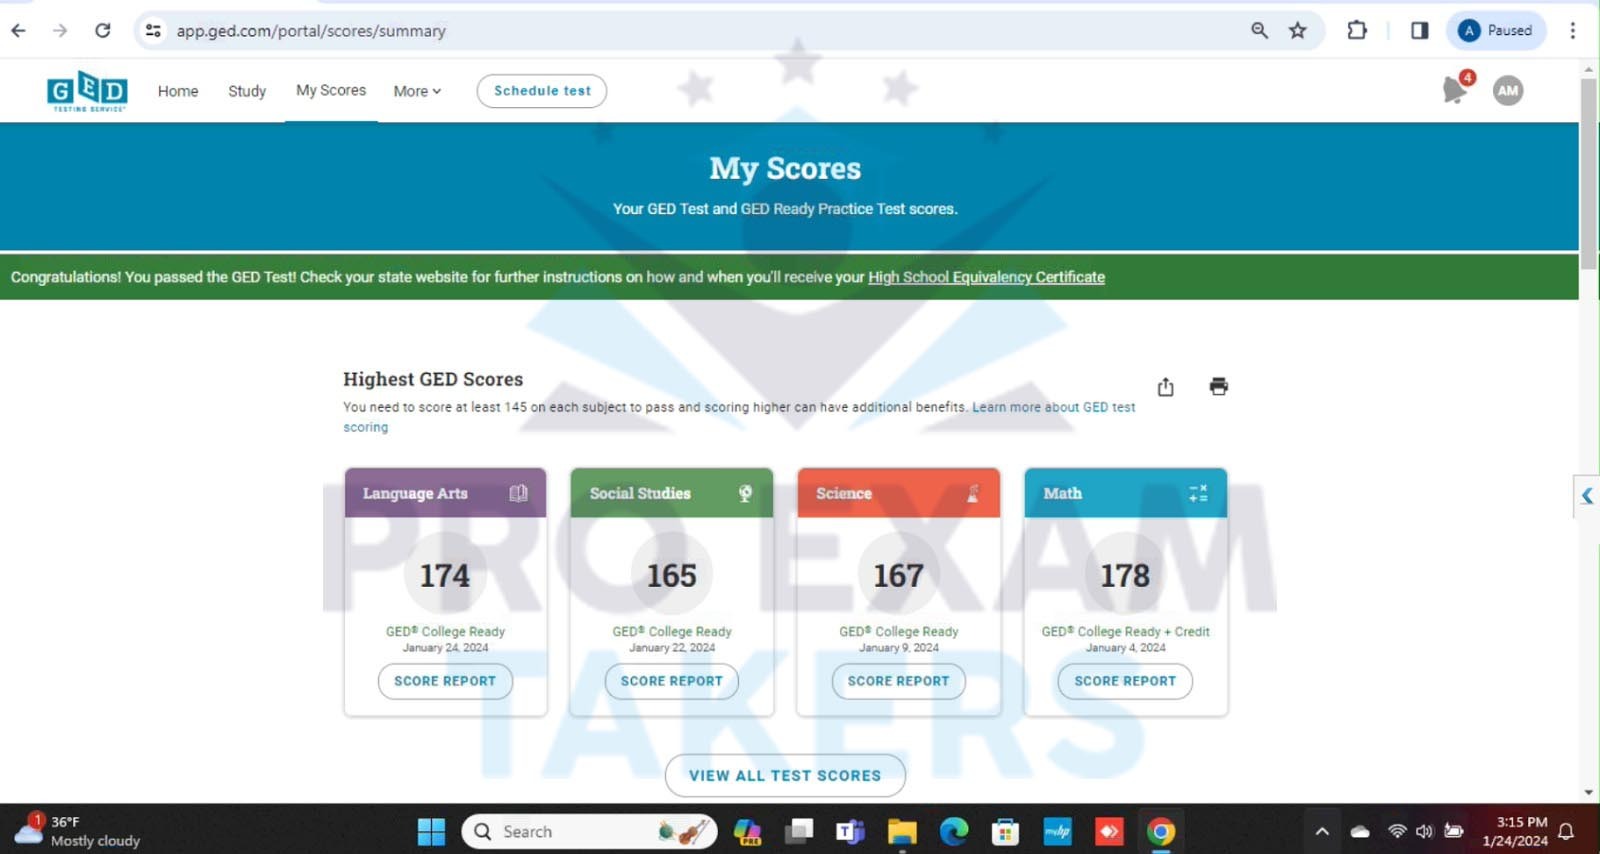 app.ged.com/portal/scores/summary
A Paused
GED
TESTING SERVICE
Home Study My Scores More Schedule test
4
AM
My Scores
Your GED Test and GED Ready Practice Test scores.
Congratulations! You passed the GED Test! Check your state website for further instructions on how and when you'll receive your High School Equivalency Certificate
Highest GED Scores
You need to score at least 145 on each subject to pass and scoring higher can have additional benefits. Learn more about GED test
scoring
Language Arts
174
GED® College Ready
January 24, 2024
SCORE REPORT
Social Studies
165
GED® College Ready
January 22, 2024
SCORE REPORT
Science
167
GED® College Ready
January 9, 2024
SCORE REPORT
Math
178
GED® College Ready + Credit
January 4, 2024
SCORE REPORT
PRO EXAM
TAKERS
VIEW ALL TEST SCORES
1
36°F
Mostly cloudy
Search
PRE
T
myhp
3:15 PM
1/24/2024